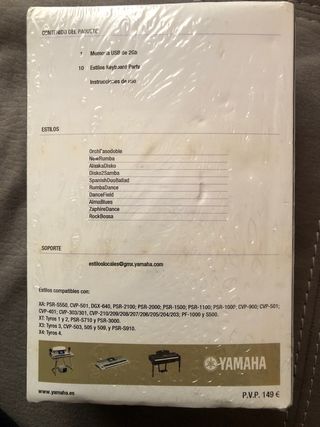 CONTENIDO DEL PAQUETE
1 Memoria USB de 2Gb
10 Estilos Keyboard Party
Instrucciones de uso
ESTILOS
OrchPasodoble
NewRumba
AlaskaDisko
Disko2Samba
SpanishDuoBallad
RumbaDance
DanceField
AlmaBlues
ZaphireDance
RockBossa
SOPORTE
estiloslocales@gmx.yamaha.com
Estilos compatibles con:
XA: PSR-S550, CVP-501, DGX-640, PSR-2100; PSR-2000; PSR-1500; PSR-1100; PSR-1000; CVP-900; CVP-501;
CVP-401; CVP-303/301, CVP-210/209/208/207/206/205/204/203; PF-1000 y S500.
XT: Tyros 1 y 2, PSR-S710 y PSR-3000.
X3: Tyros 3, CVP-503, 505 y 509, y PSR-S910.
X4: Tyros 4.
YAMAHA
www.yamaha.es
P.V.P. 149 €